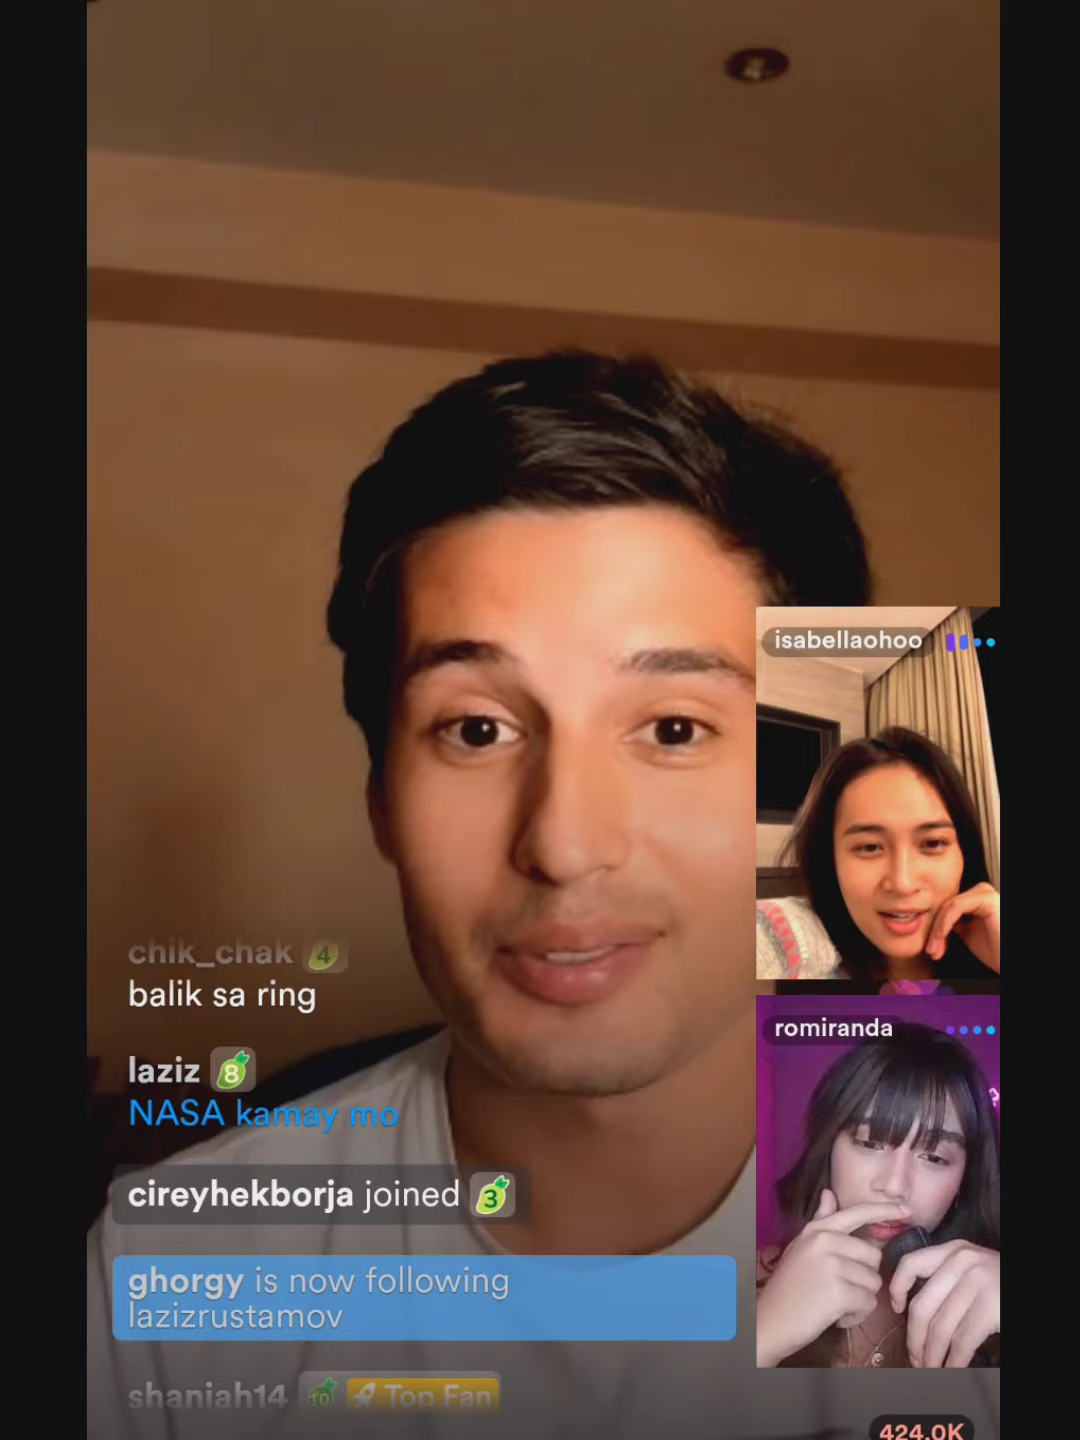 isabellaohoo
chik_chak 4
balik sa ring
romiranda
laziz 8
NASA kamay mo
cireyhekborja joined 3
ghorgy is now following
lazizrustamov
shaniah14 10 Top Fan
424.0K